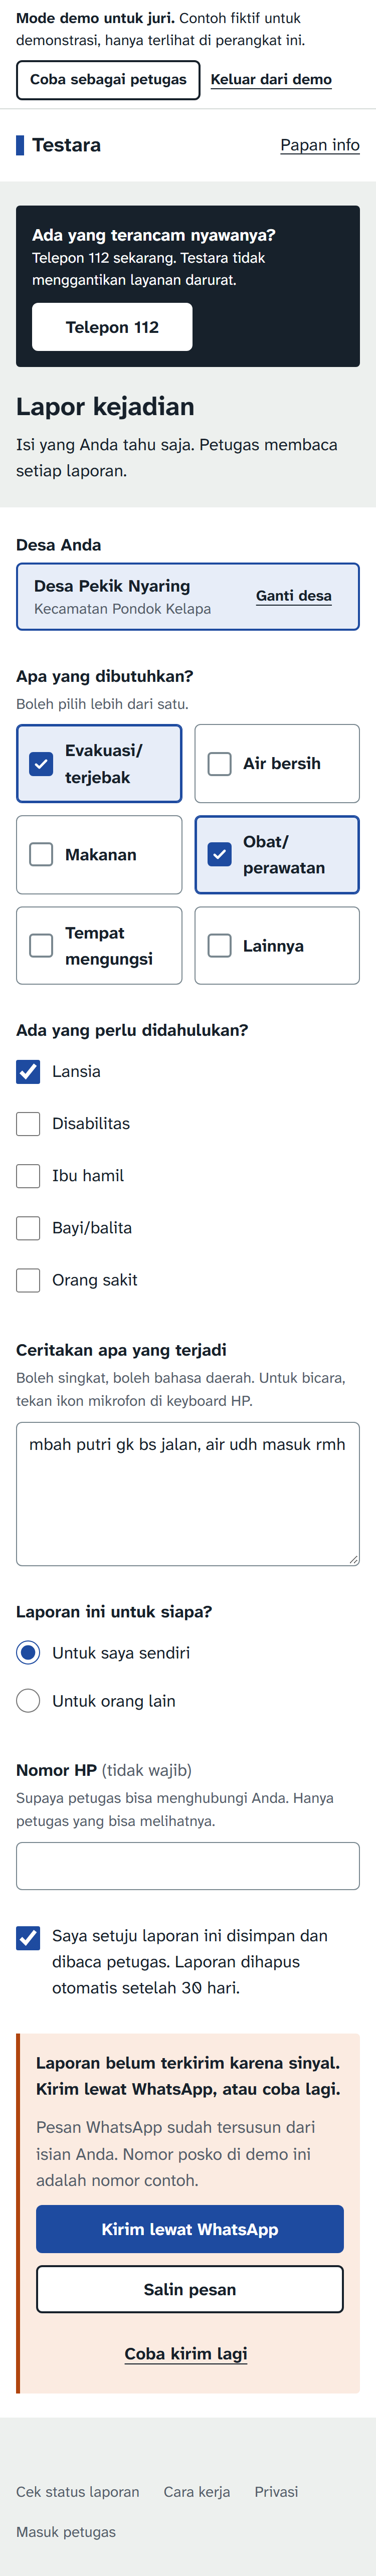 Mode demo untuk juri. Contoh fiktif untuk
demonstrasi, hanya terlihat di perangkat ini.
Coba sebagai petugas
Keluar dari demo
Testara
Papan info
Ada yang terancam nyawanya?
Telepon 112 sekarang. Testara tidak
menggantikan layanan darurat.
Telepon 112
Lapor kejadian
Isi yang Anda tahu saja. Petugas membaca
setiap laporan.
Desa Anda
Desa Pekik Nyaring
Kecamatan Pondok Kelapa
Ganti desa
Apa yang dibutuhkan?
Boleh pilih lebih dari satu.
Evakuasi/
terjebak
Air bersih
Makanan
Obat/
perawatan
Tempat
mengungsi
Lainnya
Ada yang perlu didahulukan?
Lansia
Disabilitas
Ibu hamil
Bayi/balita
Orang sakit
Ceritakan apa yang terjadi
Boleh singkat, boleh bahasa daerah. Untuk bicara,
tekan ikon mikrofon di keyboard HP.
mbah putri gk bs jalan, air udh masuk rmh
Laporan ini untuk siapa?
Untuk saya sendiri
Untuk orang lain
Nomor HP (tidak wajib)
Supaya petugas bisa menghubungi Anda. Hanya
petugas yang bisa melihatnya.
Saya setuju laporan ini disimpan dan
dibaca petugas. Laporan dihapus
otomatis setelah 30 hari.
Laporan belum terkirim karena sinyal.
Kirim lewat WhatsApp, atau coba lagi.
Pesan WhatsApp sudah tersusun dari
isian Anda. Nomor posko di demo ini
adalah nomor contoh.
Kirim lewat WhatsApp
Salin pesan
Coba kirim lagi
Cek status laporan
Cara kerja
Privasi
Masuk petugas